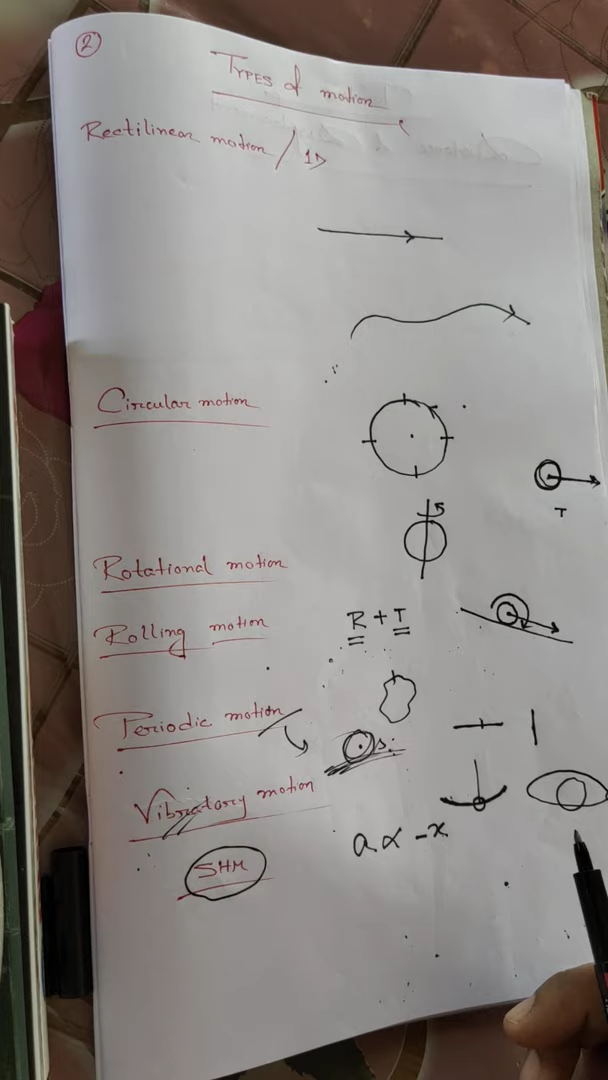 2
TYPES of motion
Rectilinear motion / 1D
Circular motion
T
Rotational motion
Rolling motion
R + T
Periodic motion
Vibratory motion
a ∝ -x
SHM